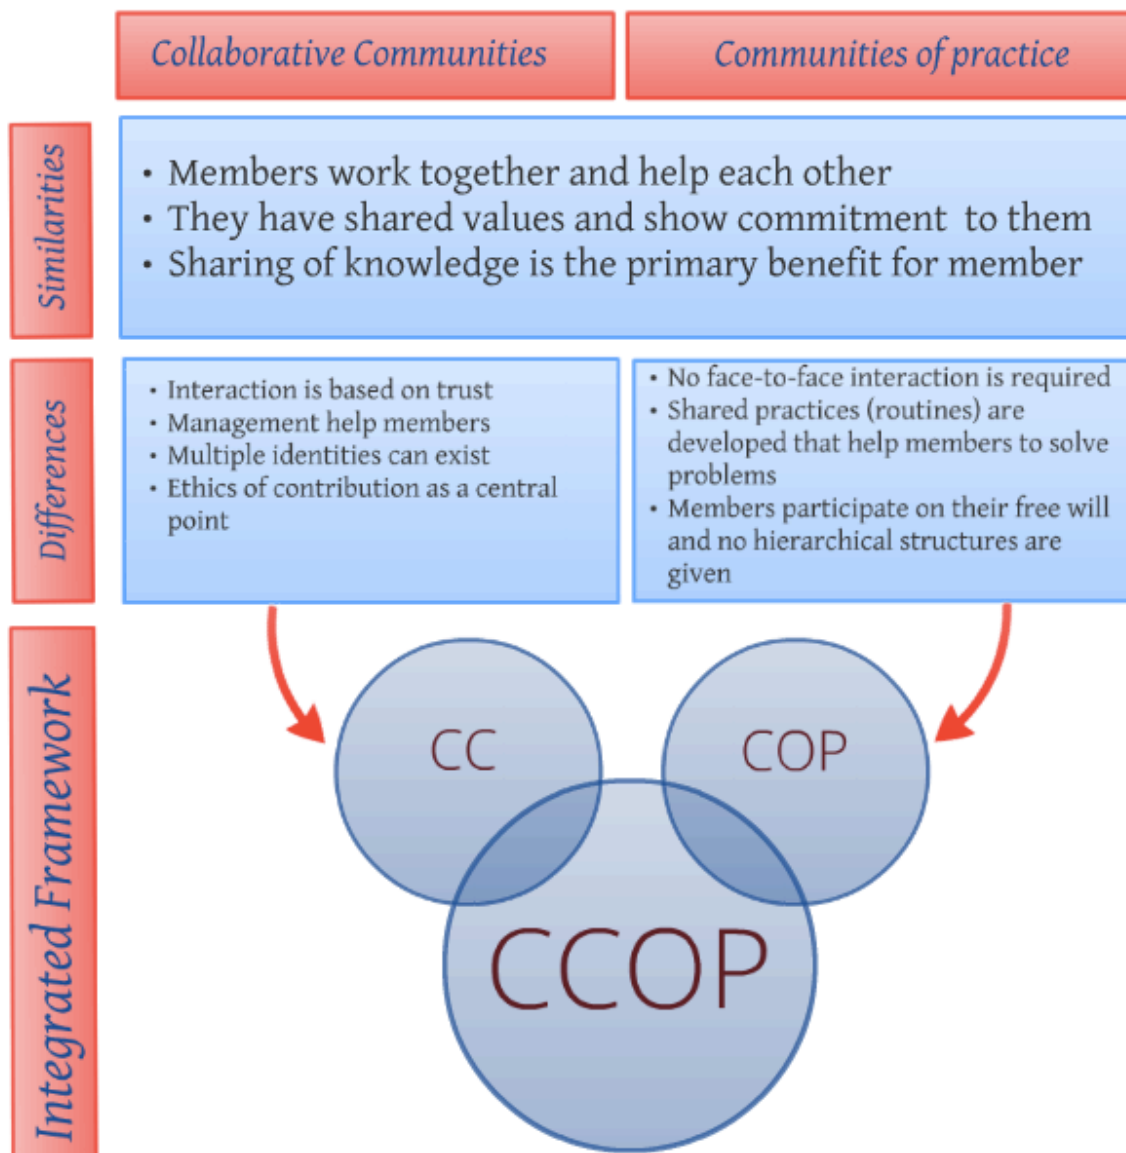 Collaborative Communities
Communities of practice
Similarities
• Members work together and help each other
• They have shared values and show commitment to them
• Sharing of knowledge is the primary benefit for member
Differences
• Interaction is based on trust
• Management help members
• Multiple identities can exist
• Ethics of contribution as a central
point
• No face-to-face interaction is required
• Shared practices (routines) are
developed that help members to solve
problems
• Members participate on their free will
and no hierarchical structures are
given
Integrated Framework
CC
COP
CCOP